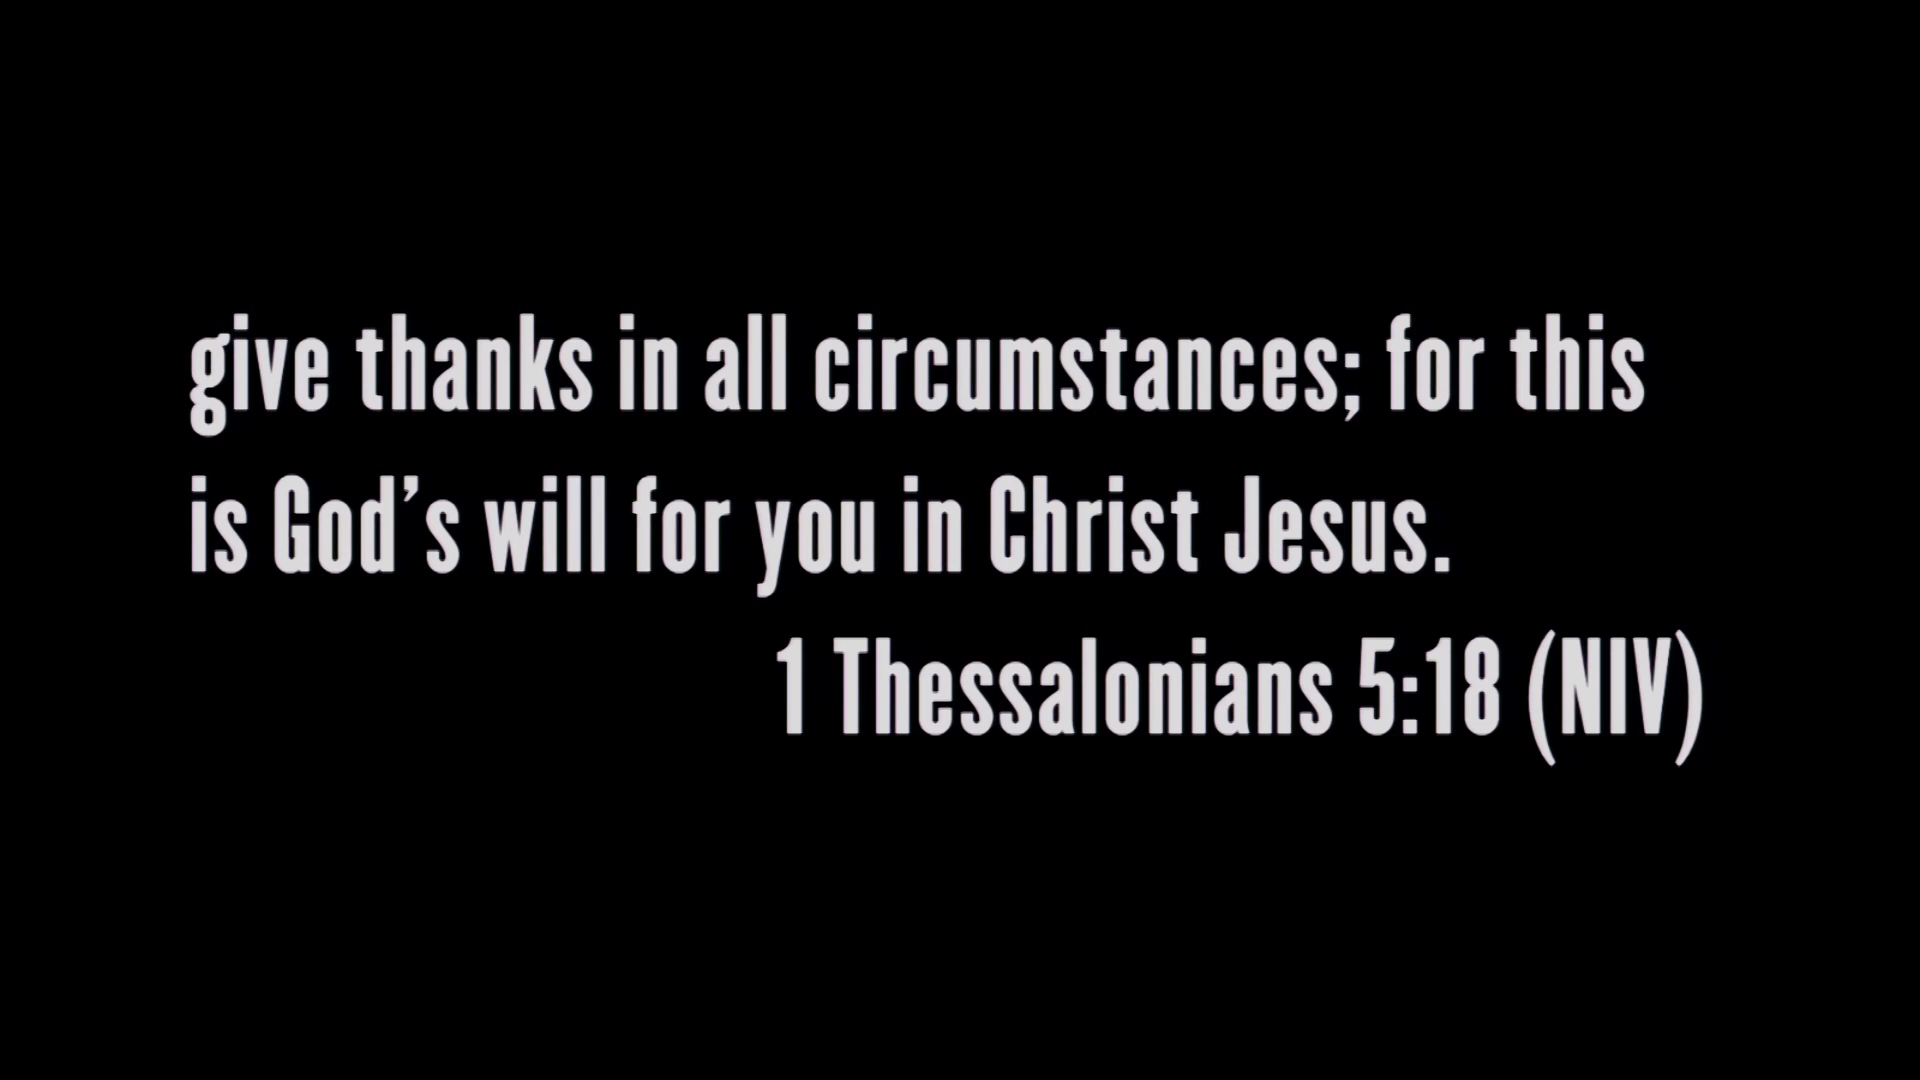 give thanks in all circumstances; for this
is God’s will for you in Christ Jesus.
1 Thessalonians 5:18 (NIV)